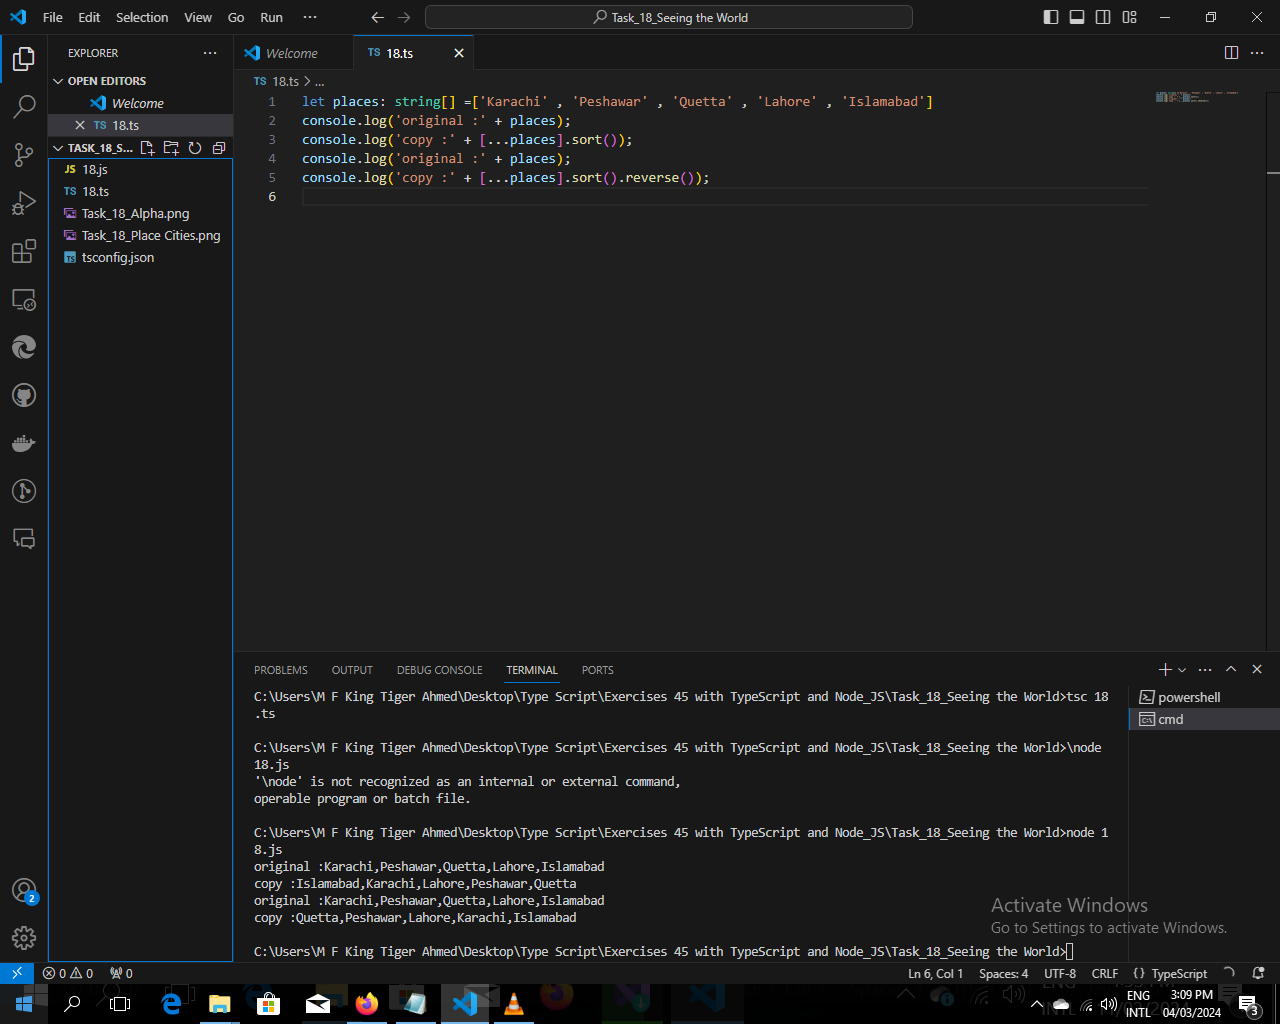 File Edit Selection View Go Run ··· Task_18_Seeing the World
EXPLORER ···
OPEN EDITORS
Welcome
TS 18.ts
TASK_18_S...
JS 18.js
TS 18.ts
Task_18_Alpha.png
Task_18_Place Cities.png
TS tsconfig.json
Welcome TS 18.ts
TS 18.ts > ...
1 let places: string[] =['Karachi' , 'Peshawar' , 'Quetta' , 'Lahore' , 'Islamabad']
2 console.log('original :' + places);
3 console.log('copy :' + [...places].sort());
4 console.log('original :' + places);
5 console.log('copy :' + [...places].sort().reverse());
6
PROBLEMS OUTPUT DEBUG CONSOLE TERMINAL PORTS
C:\Users\M F King Tiger Ahmed\Desktop\Type Script\Exercises 45 with TypeScript and Node_JS\Task_18_Seeing the World>tsc 18
.ts
C:\Users\M F King Tiger Ahmed\Desktop\Type Script\Exercises 45 with TypeScript and Node_JS\Task_18_Seeing the World>\node
18.js
'\node' is not recognized as an internal or external command,
operable program or batch file.
C:\Users\M F King Tiger Ahmed\Desktop\Type Script\Exercises 45 with TypeScript and Node_JS\Task_18_Seeing the World>node 1
8.js
original :Karachi,Peshawar,Quetta,Lahore,Islamabad
copy :Islamabad,Karachi,Lahore,Peshawar,Quetta
original :Karachi,Peshawar,Quetta,Lahore,Islamabad
copy :Quetta,Peshawar,Lahore,Karachi,Islamabad
C:\Users\M F King Tiger Ahmed\Desktop\Type Script\Exercises 45 with TypeScript and Node_JS\Task_18_Seeing the World>
powershell
cmd
Activate Windows
Go to Settings to activate Windows.
2
0 0 0 Ln 6, Col 1 Spaces: 4 UTF-8 CRLF {} TypeScript
ENG 3:09 PM
INTL 04/03/2024 3